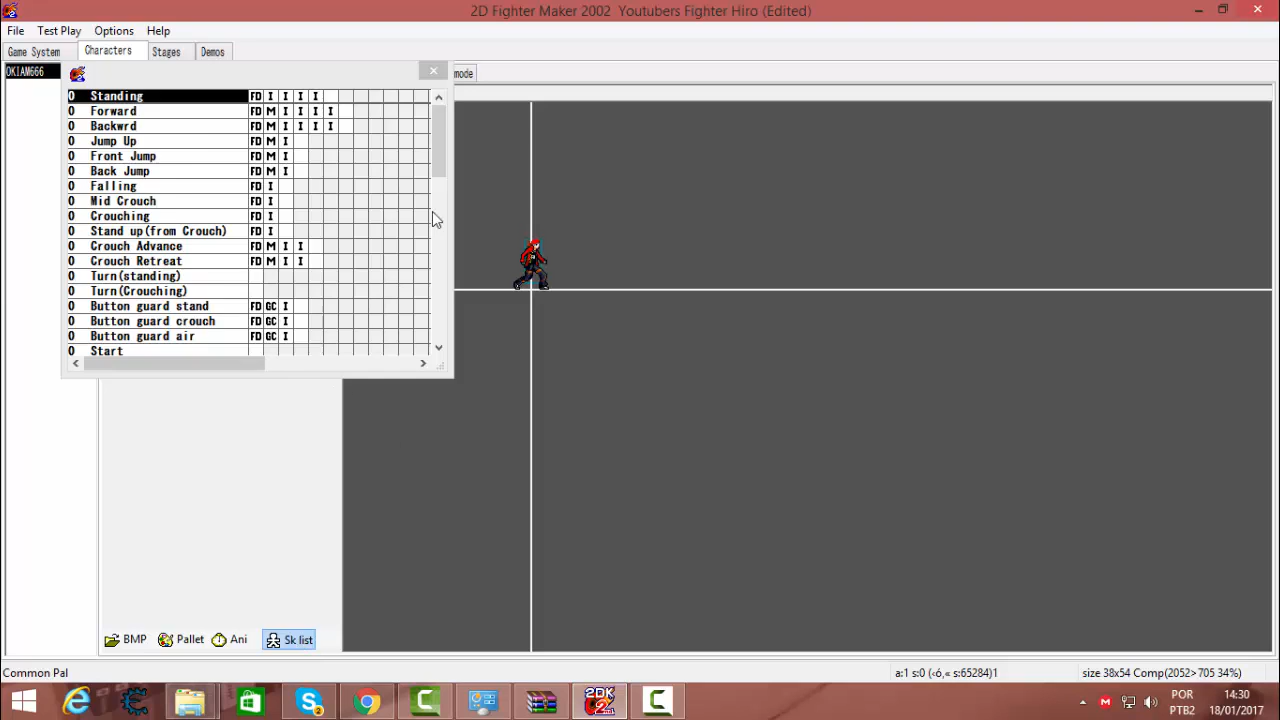 2D Fighter Maker 2002 Youtubers Fighter Hiro (Edited)
File Test Play Options Help
Game System Characters Stages Demos
OKIAM666
mode
0 Standing FD I I I I
0 Forward FD M I I I I
0 Backwrd FD M I I I I
0 Jump Up FD M I
0 Front Jump FD M I
0 Back Jump FD M I
0 Falling FD I
0 Mid Crouch FD I
0 Crouching FD I
0 Stand up(from Crouch) FD I
0 Crouch Advance FD M I I
0 Crouch Retreat FD M I I
0 Turn(standing)
0 Turn(Crouching)
0 Button guard stand FD GC I
0 Button guard crouch FD GC I
0 Button guard air FD GC I
0 Start
BMP Pallet Ani Sk list
Common Pal
a:1 s:0 (‹ó,« s:65284)1
size 38x54 Comp(2052>705 34%)
POR 14:30
PTB2 18/01/2017